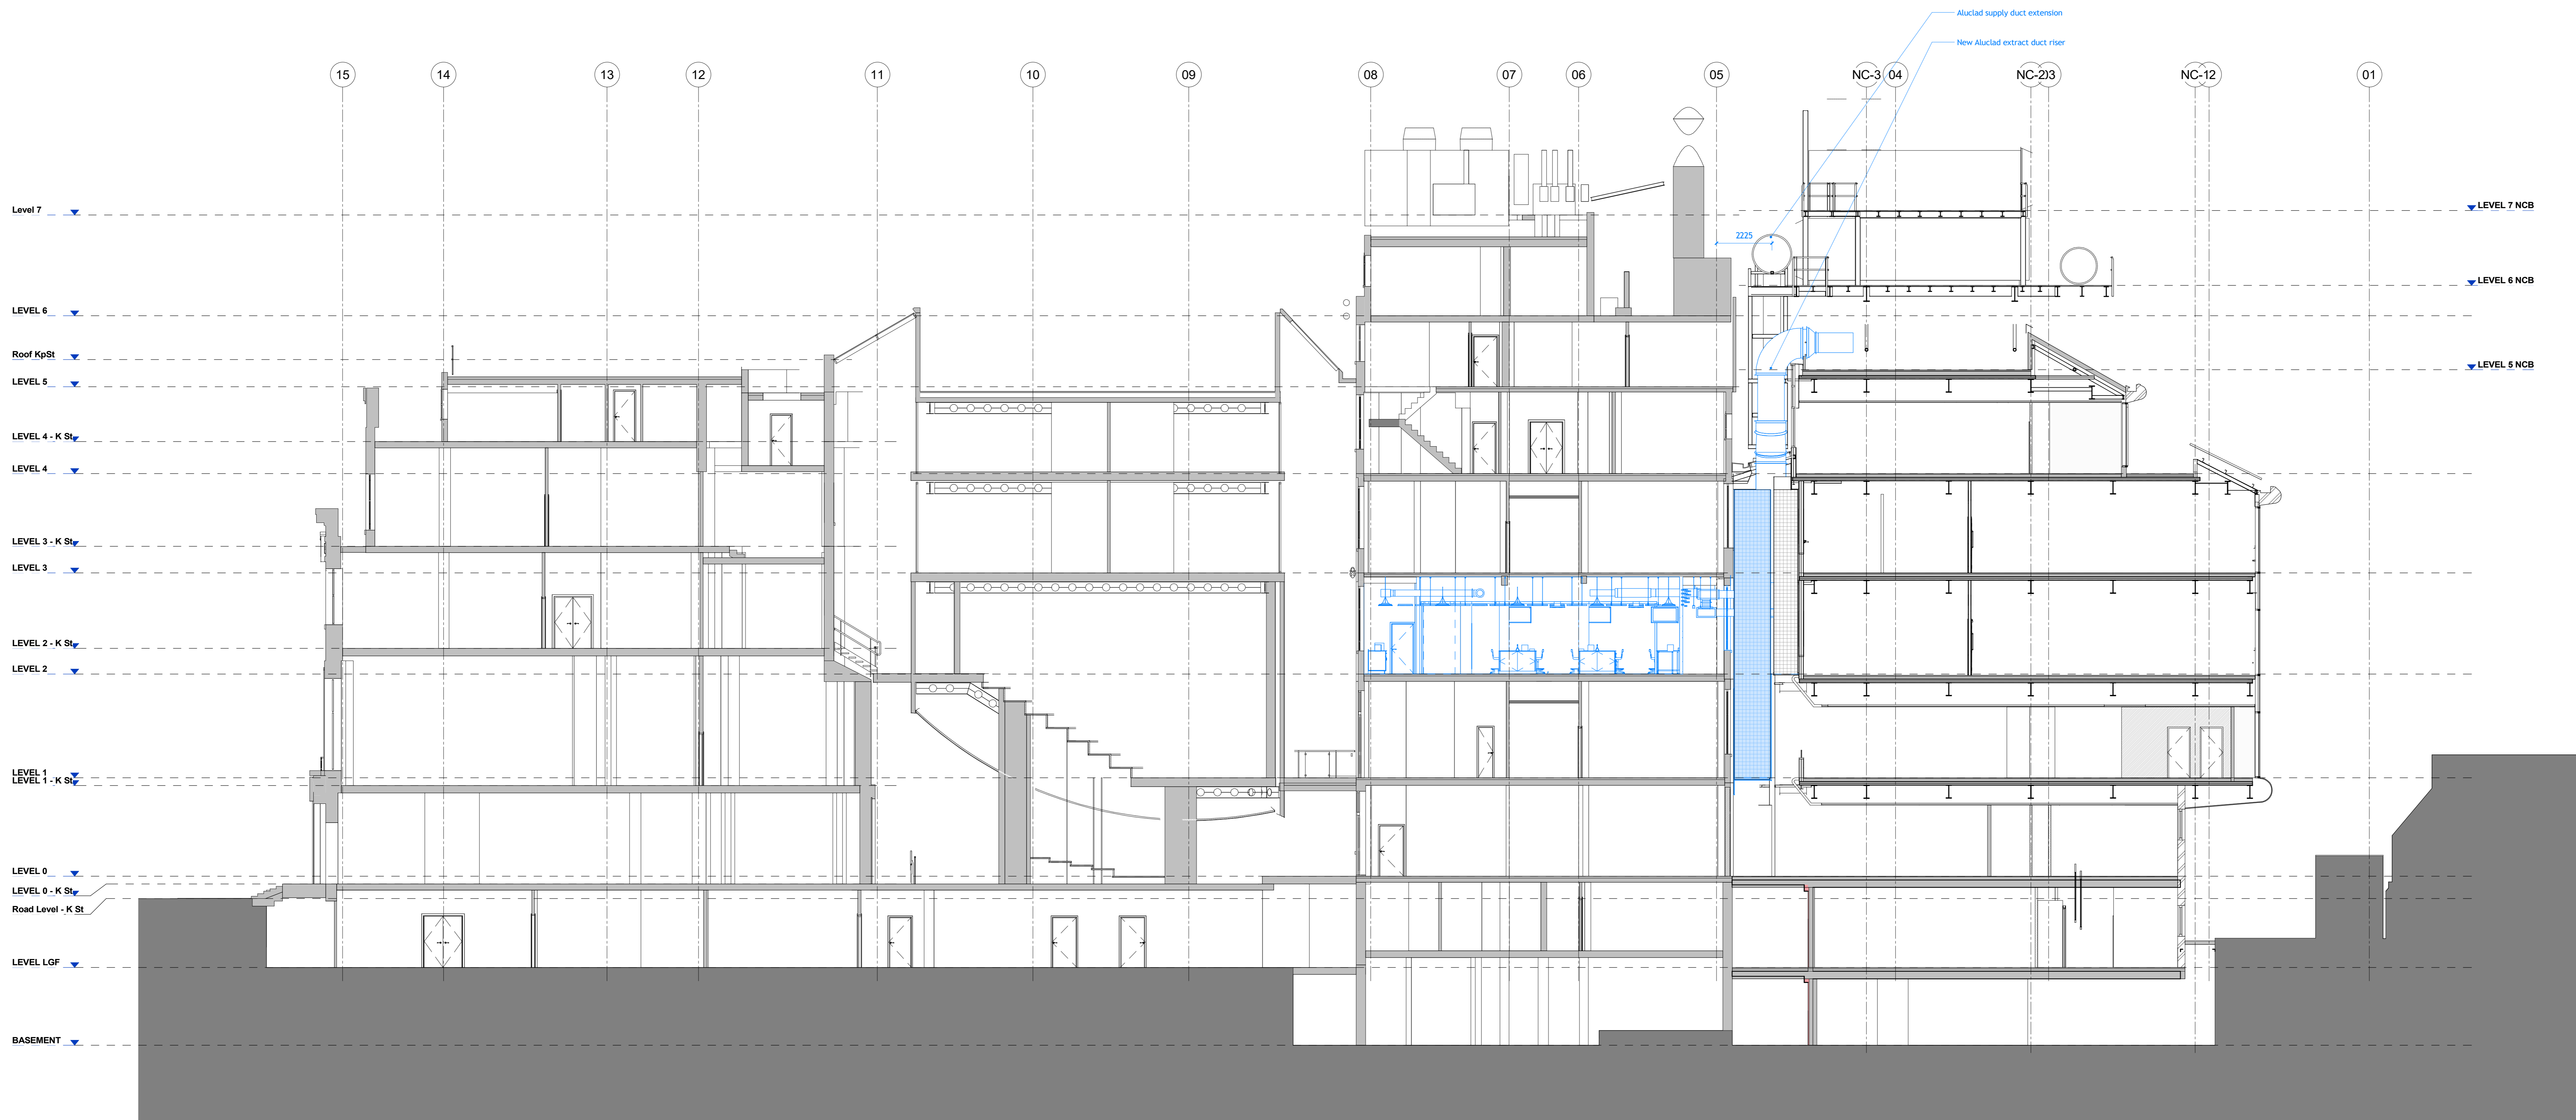 Aluclad supply duct extension
New Aluclad extract duct riser
15 14 13 12 11 10 09 08 07 06 05 NC-3 04 NC-2 03 NC-1 02 01
Level 7
LEVEL 7 NCB
2225
LEVEL 6 NCB
LEVEL 6
Roof KpSt
LEVEL 5 NCB
LEVEL 5
LEVEL 4 - K St
LEVEL 4
LEVEL 3 - K St
LEVEL 3
LEVEL 2 - K St
LEVEL 2
LEVEL 1
LEVEL 1 - K St
LEVEL 0
LEVEL 0 - K St
Road Level - K St
LEVEL LGF
BASEMENT